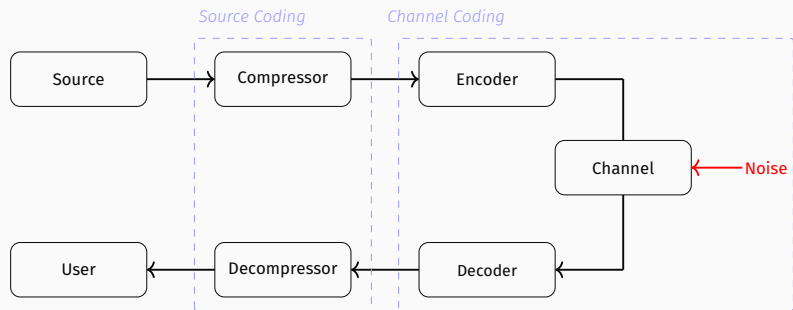 Source Coding
Channel Coding
Source
Compressor
Encoder
Channel
Noise
User
Decompressor
Decoder